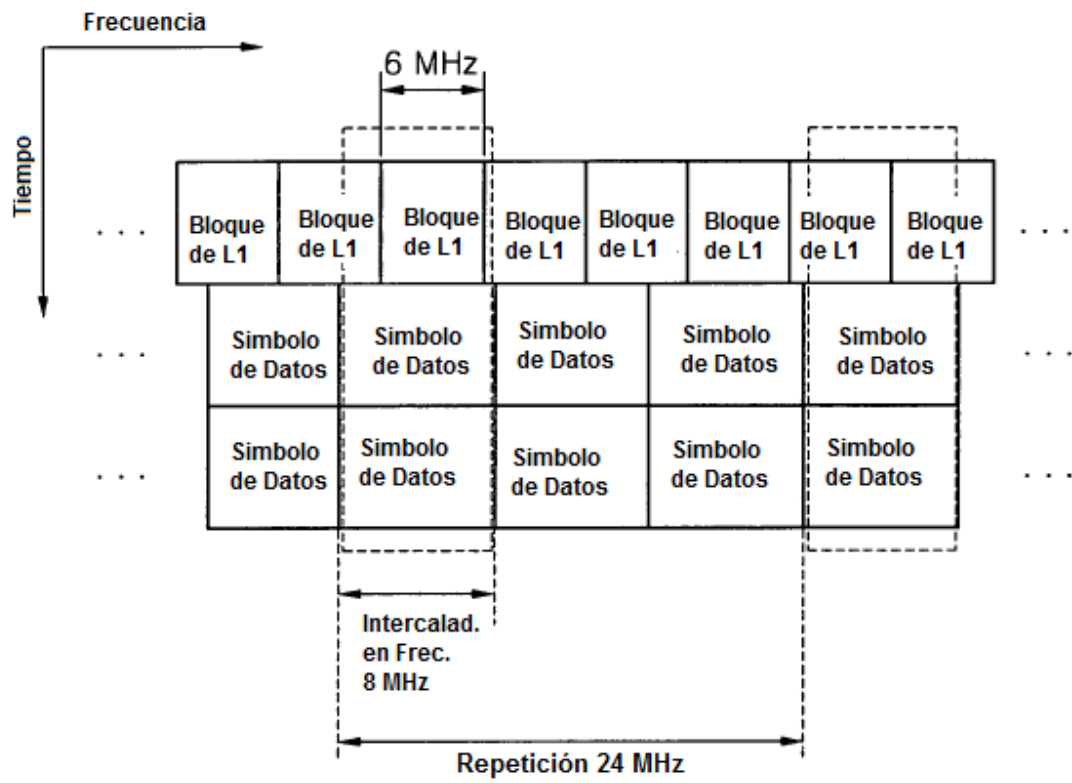 Frecuencia
6 MHz
Tiempo
. . .
Bloque
de L1
Bloque
de L1
Bloque
de L1
Bloque
de L1
Bloque
de L1
Bloque
de L1
Bloque
de L1
Bloque
de L1
. . .
. . .
Simbolo
de Datos
Simbolo
de Datos
Simbolo
de Datos
Simbolo
de Datos
Simbolo
de Datos
. . .
. . .
Simbolo
de Datos
Simbolo
de Datos
Simbolo
de Datos
Simbolo
de Datos
Simbolo
de Datos
. . .
Intercalad.
en Frec.
8 MHz
Repetición 24 MHz